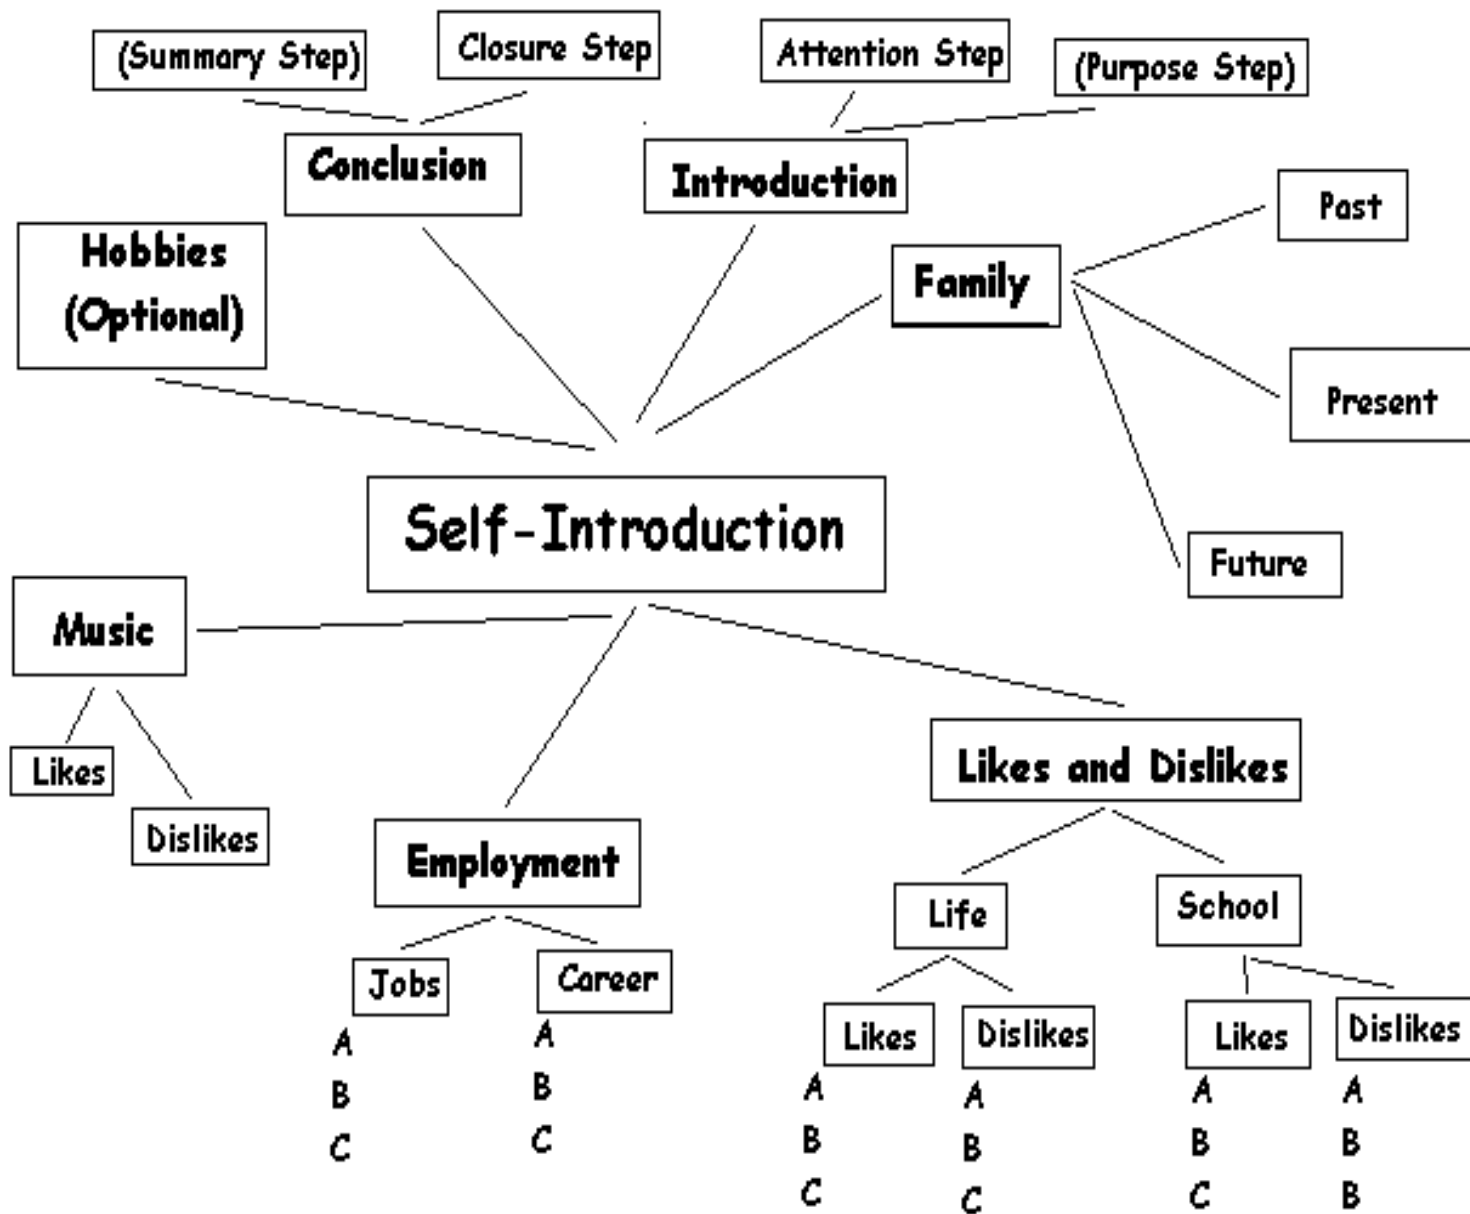 (Summary Step)
Closure Step
Attention Step
(Purpose Step)
Conclusion
Introduction
Past
Hobbies
(Optional)
Family
Present
Self-Introduction
Future
Music
Likes
Dislikes
Likes and Dislikes
Employment
Life
School
Jobs
Career
Likes
Dislikes
Likes
Dislikes
A
B
C
A
B
C
A
B
C
A
B
C
A
B
C
A
B
B